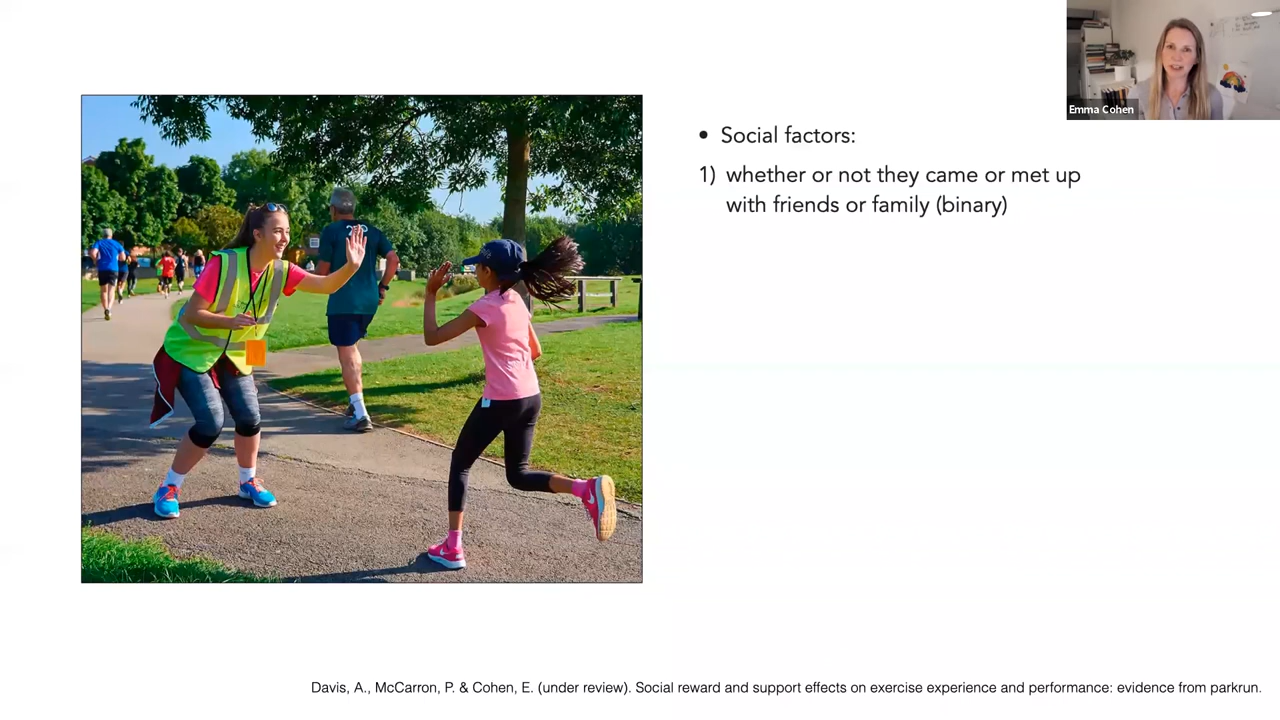 Emma Cohen
• Social factors:
1) whether or not they came or met up
with friends or family (binary)
Davis, A., McCarron, P. & Cohen, E. (under review). Social reward and support effects on exercise experience and performance: evidence from parkrun.